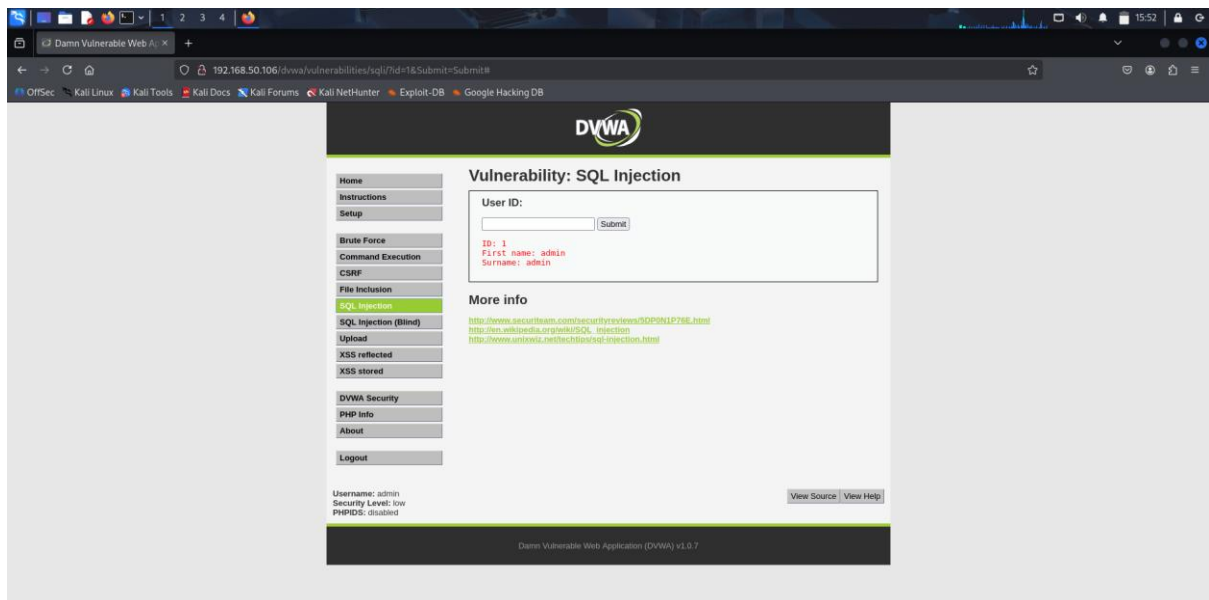 1 2 3 4
15:52
Damn Vulnerable Web A
192.168.50.106/dvwa/vulnerabilities/sqli/?id=1&Submit=Submit#
OffSec Kali Linux Kali Tools Kali Docs Kali Forums Kali NetHunter Exploit-DB Google Hacking DB
DVWA
Home
Instructions
Setup
Brute Force
Command Execution
CSRF
File Inclusion
SQL Injection
SQL Injection (Blind)
Upload
XSS reflected
XSS stored
DVWA Security
PHP Info
About
Logout
Vulnerability: SQL Injection
User ID:
Submit
ID: 1
First name: admin
Surname: admin
More info
http://www.securiteam.com/securityreviews/5DP0N1P76E.html
http://en.wikipedia.org/wiki/SQL_injection
http://www.unixwiz.net/techtips/sql-injection.html
Username: admin
Security Level: low
PHPIDS: disabled
View Source View Help
Damn Vulnerable Web Application (DVWA) v1.0.7